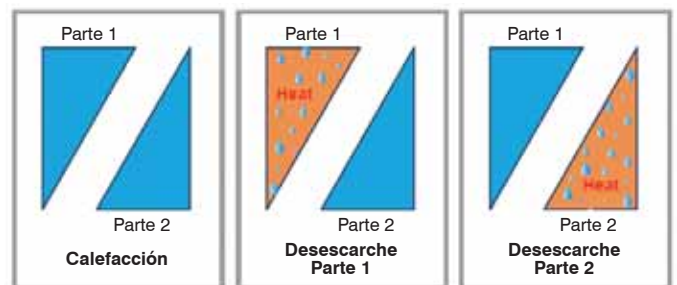 Parte 1
Parte 2
Calefacción
Parte 1
Heat
Parte 2
Desescarche
Parte 1
Parte 1
Heat
Parte 2
Desescarche
Parte 2